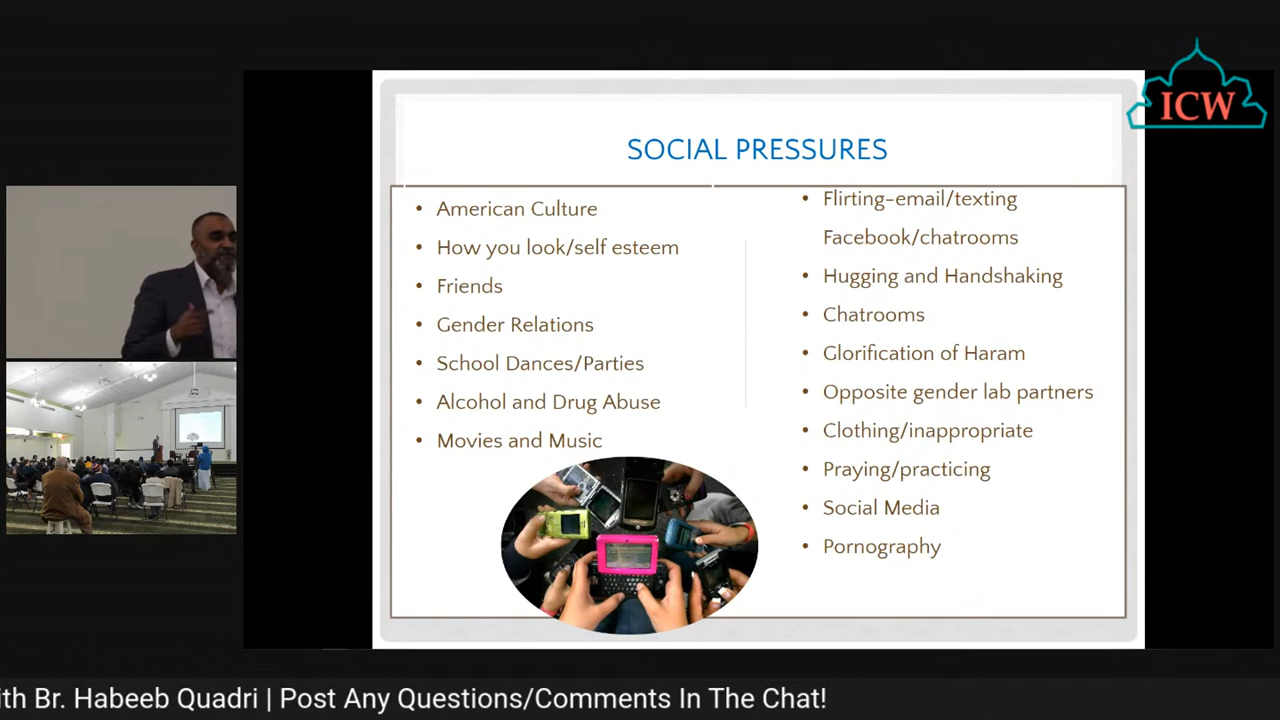 ICW
SOCIAL PRESSURES
• American Culture
• How you look/self esteem
• Friends
• Gender Relations
• School Dances/Parties
• Alcohol and Drug Abuse
• Movies and Music
• Flirting-email/texting
Facebook/chatrooms
• Hugging and Handshaking
• Chatrooms
• Glorification of Haram
• Opposite gender lab partners
• Clothing/inappropriate
• Praying/practicing
• Social Media
• Pornography
ith Br. Habeeb Quadri | Post Any Questions/Comments In The Chat!